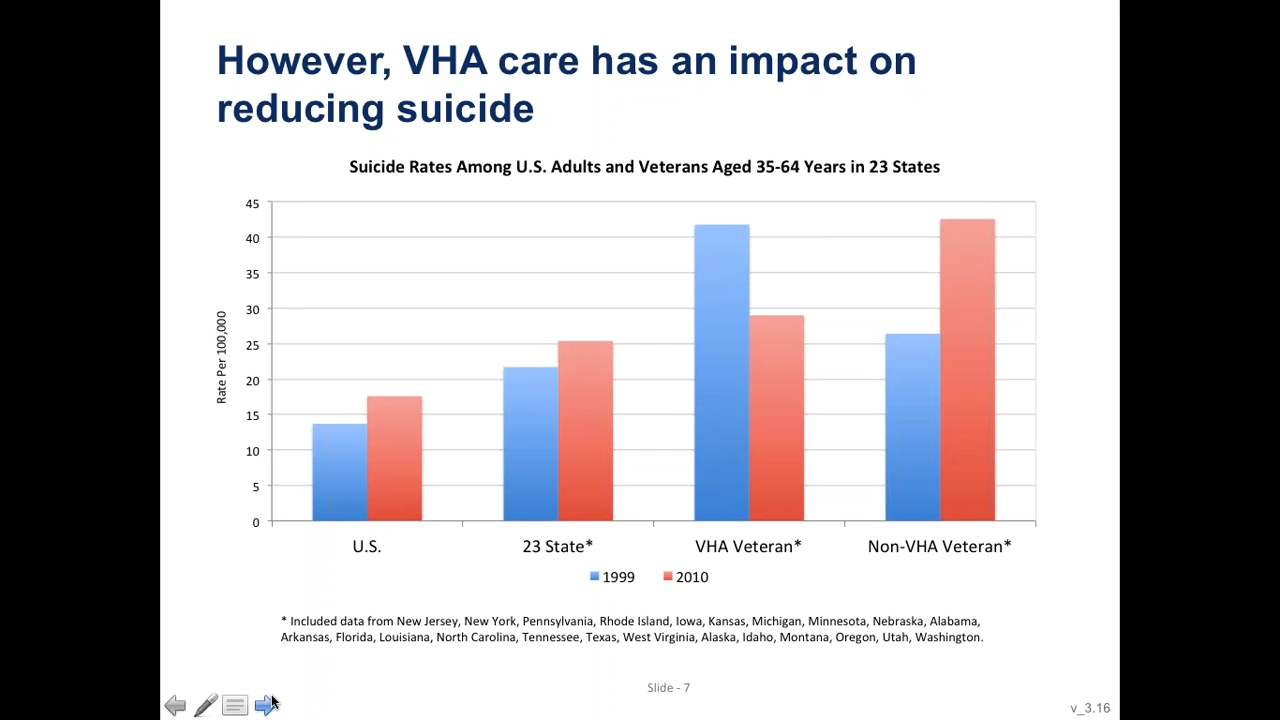 However, VHA care has an impact on
reducing suicide
Suicide Rates Among U.S. Adults and Veterans Aged 35-64 Years in 23 States
45
40
35
30
25
20
15
10
5
0
Rate Per 100,000
U.S.
23 State*
VHA Veteran*
Non-VHA Veteran*
1999
2010
* Included data from New Jersey, New York, Pennsylvania, Rhode Island, Iowa, Kansas, Michigan, Minnesota, Nebraska, Alabama,
Arkansas, Florida, Louisiana, North Carolina, Tennessee, Texas, West Virginia, Alaska, Idaho, Montana, Oregon, Utah, Washington.
Slide - 7
v_3.16